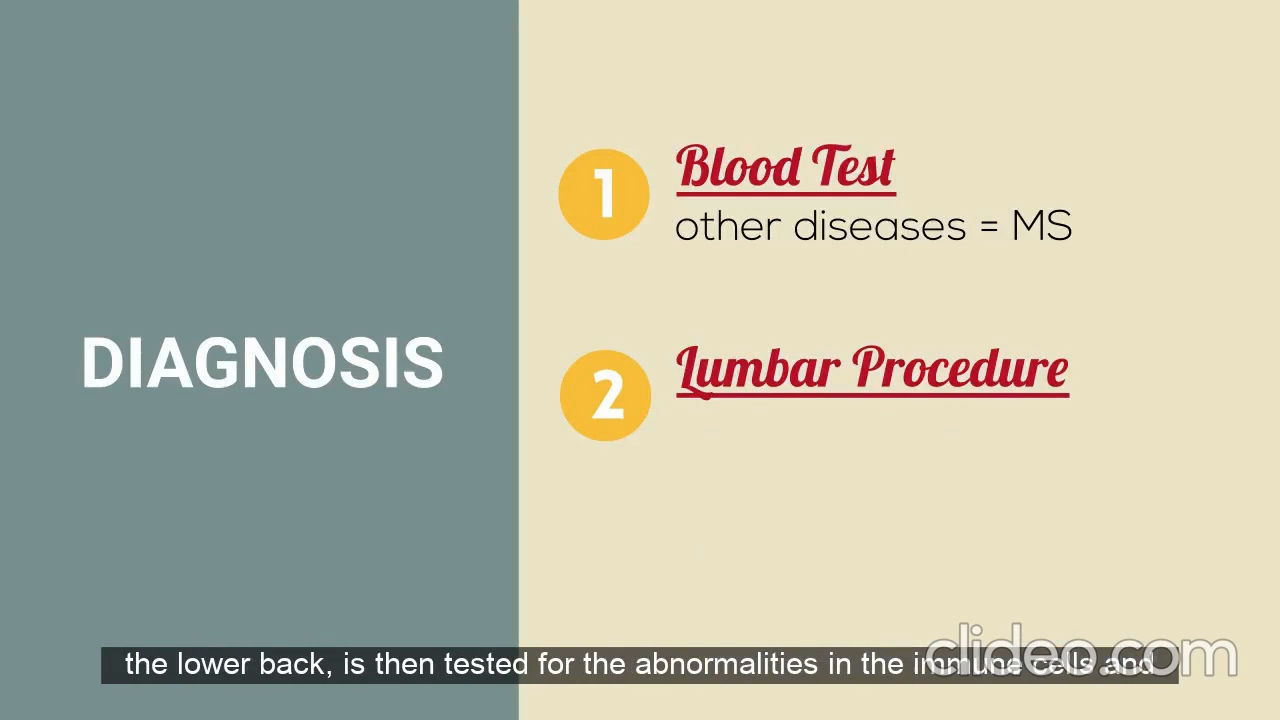 DIAGNOSIS
1
Blood Test
other diseases = MS
2
Lumbar Procedure
the lower back, is then tested for the abnormalities in the immune cells and
clideo.com